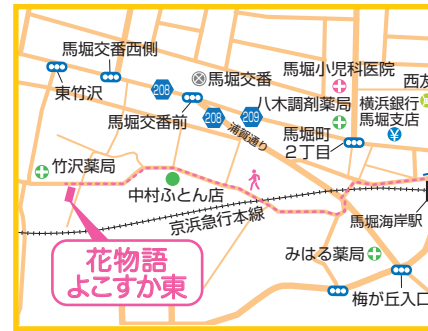 馬堀交番西側
東竹沢
208
馬堀交番
馬堀交番前
208
209
浦賀通り
馬堀小児科医院
八木調剤薬局
西友
横浜銀行
馬堀支店
¥
馬堀町
2丁目
竹沢薬局
中村ふとん店
京浜急行本線
馬堀海岸駅
花物語
よこすか東
みはる薬局
梅が丘入口